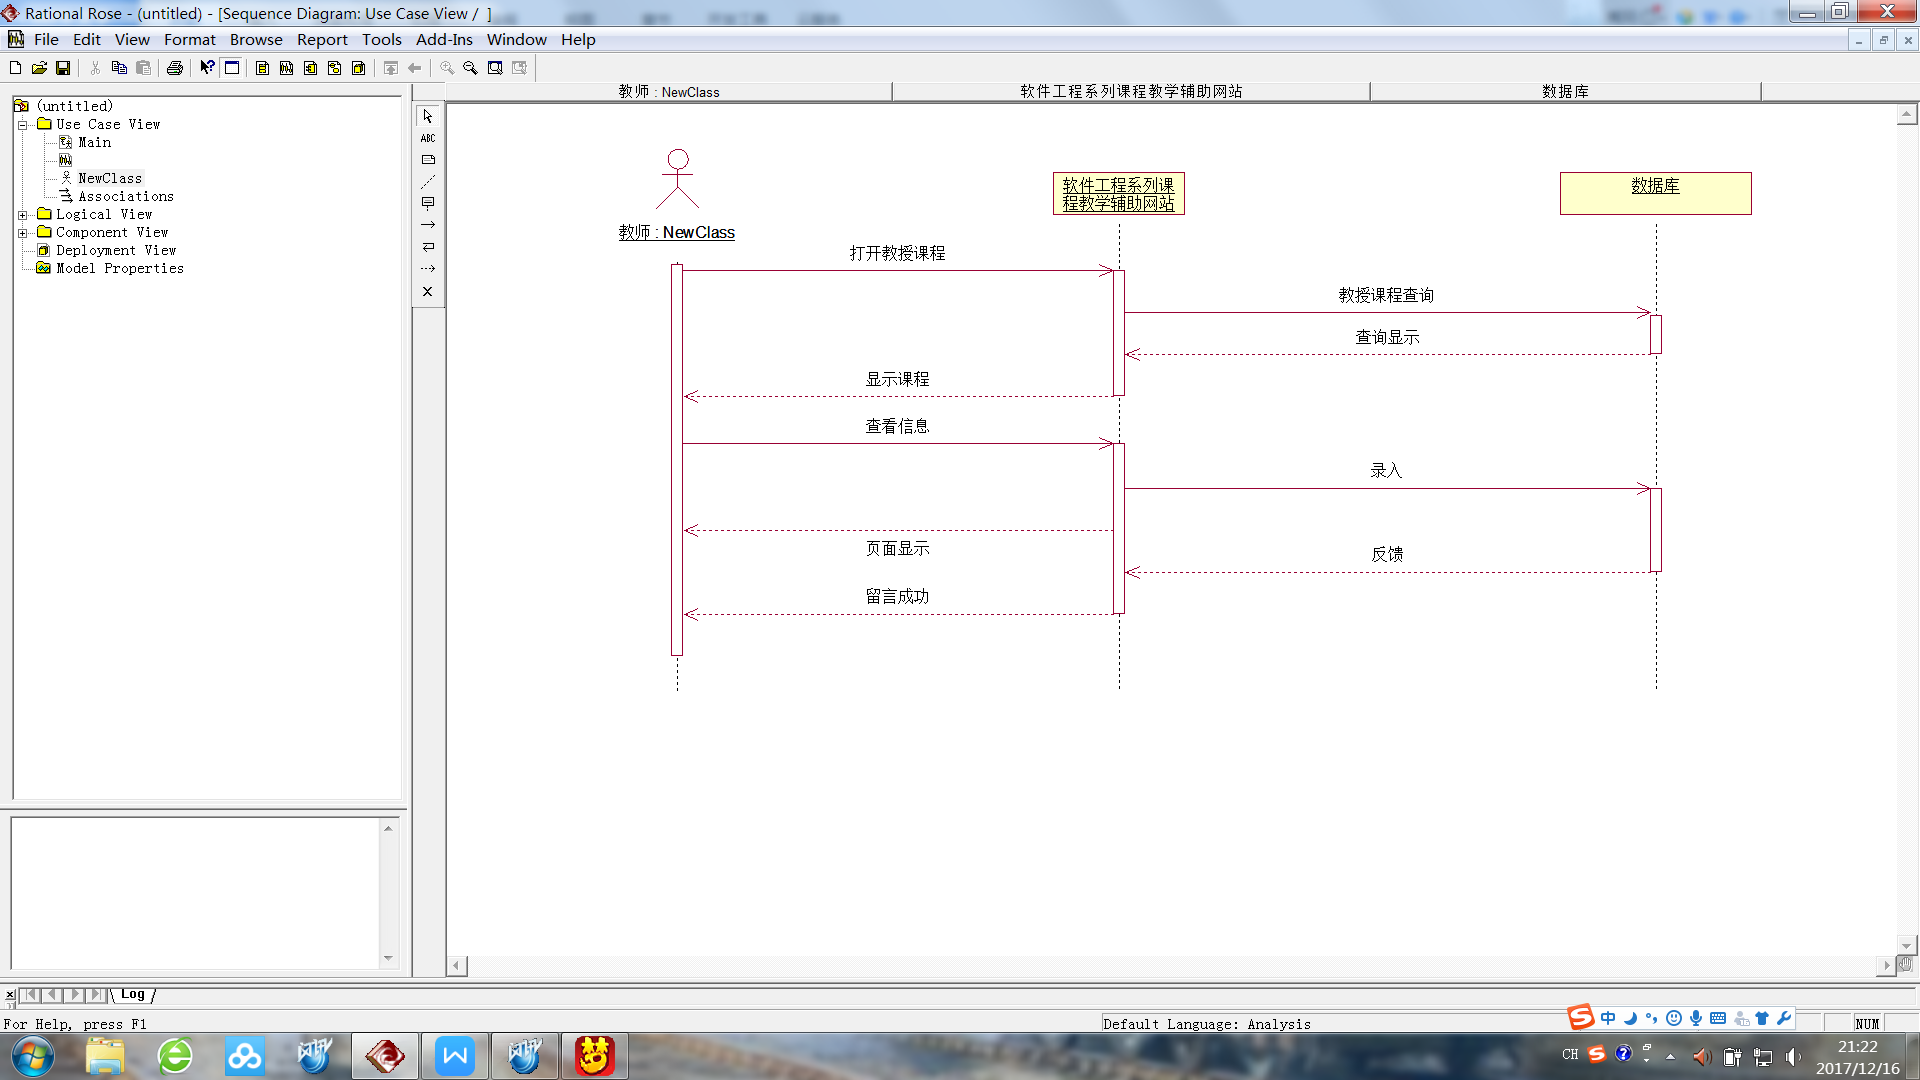 Rational Rose - (untitled) - [Sequence Diagram: Use Case View / ]
File Edit View Format Browse Report Tools Add-Ins Window Help
教师 : NewClass 软件工程系列课程教学辅助网站 数据库
(untitled)
Use Case View
Main
NewClass
Associations
Logical View
Component View
Deployment View
Model Properties
ABC
教师 : NewClass
软件工程系列课
程教学辅助网站
数据库
打开教授课程
教授课程查询
查询显示
显示课程
查看信息
录入
页面显示
反馈
留言成功
Log
For Help, press F1
Default Language: Analysis
NUM
中
CH
21:22
2017/12/16